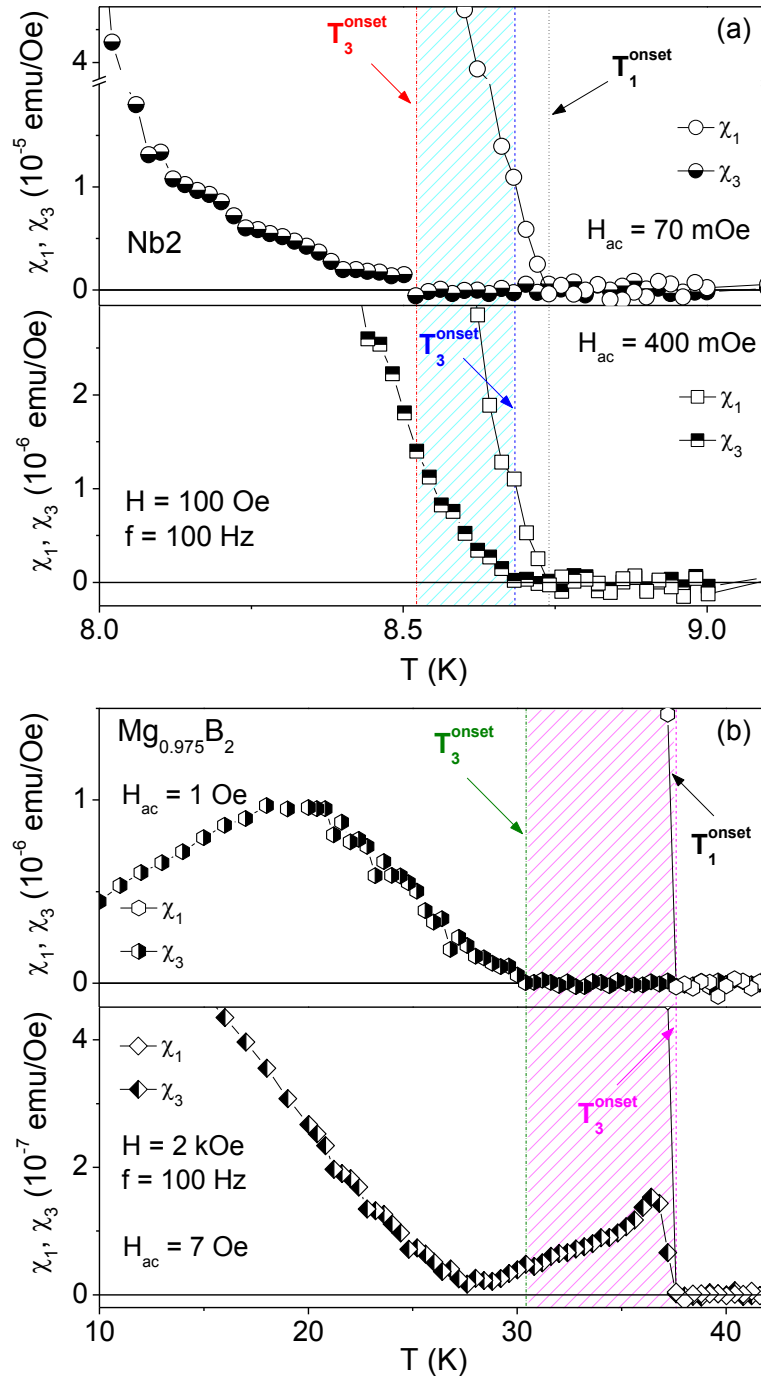 (a)
T₃ᵒⁿˢᵉᵗ
T₁ᵒⁿˢᵉᵗ
4
χ₁, χ₃ (10⁻⁵ emu/Oe)
χ₁
χ₃
1
Nb2
H_ac = 70 mOe
0
T₃ᵒⁿˢᵉᵗ
H_ac = 400 mOe
χ₁, χ₃ (10⁻⁶ emu/Oe)
2
χ₁
χ₃
1
H = 100 Oe
f = 100 Hz
0
8.0
8.5
9.0
T (K)
Mg₀.₉₇₅B₂
(b)
T₃ᵒⁿˢᵉᵗ
H_ac = 1 Oe
T₁ᵒⁿˢᵉᵗ
χ₁, χ₃ (10⁻⁶ emu/Oe)
1
χ₁
χ₃
0
4
χ₁
χ₃
T₃ᵒⁿˢᵉᵗ
χ₁, χ₃ (10⁻⁷ emu/Oe)
H = 2 kOe
f = 100 Hz
2
H_ac = 7 Oe
0
10
20
30
40
T (K)